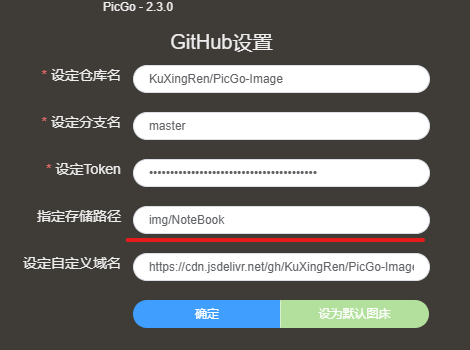 PicGo - 2.3.0
GitHub设置
* 设定仓库名 KuXingRen/PicGo-Image
* 设定分支名 master
* 设定Token ••••••••••••••••••••••••••••••••••••••••
指定存储路径 img/NoteBook
设定自定义域名 https://cdn.jsdelivr.net/gh/KuXingRen/PicGo-Image
确定 设为默认图床